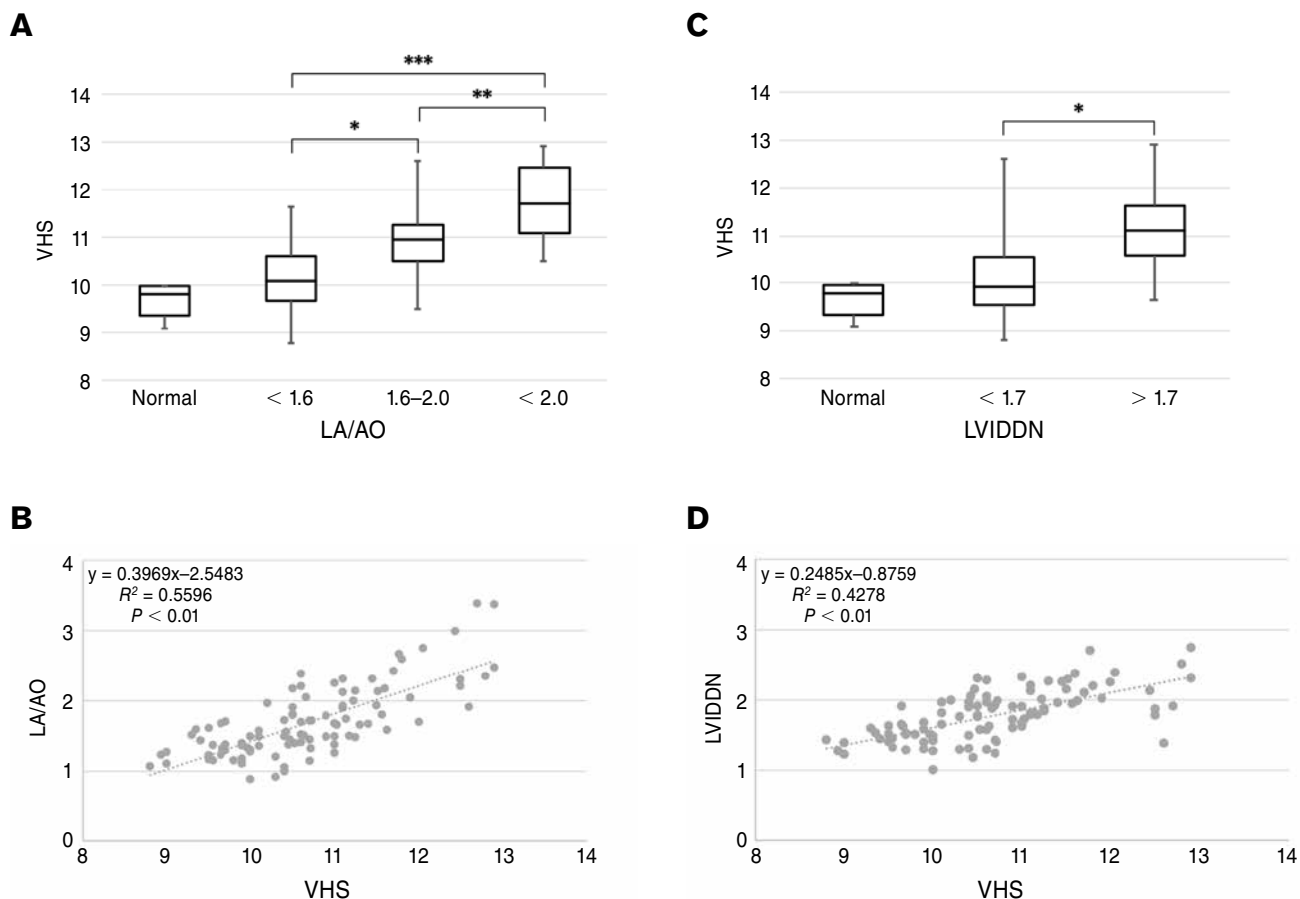 A
***
**
*
14
13
12
11
10
9
8
VHS
Normal
< 1.6
1.6–2.0
< 2.0
LA/AO
C
*
14
13
12
11
10
9
8
VHS
Normal
< 1.7
> 1.7
LVIDDN
B
y = 0.3969x–2.5483
R² = 0.5596
P < 0.01
4
3
2
1
0
LA/AO
8
9
10
11
12
13
14
VHS
D
y = 0.2485x–0.8759
R² = 0.4278
P < 0.01
4
3
2
1
0
LVIDDN
8
9
10
11
12
13
14
VHS